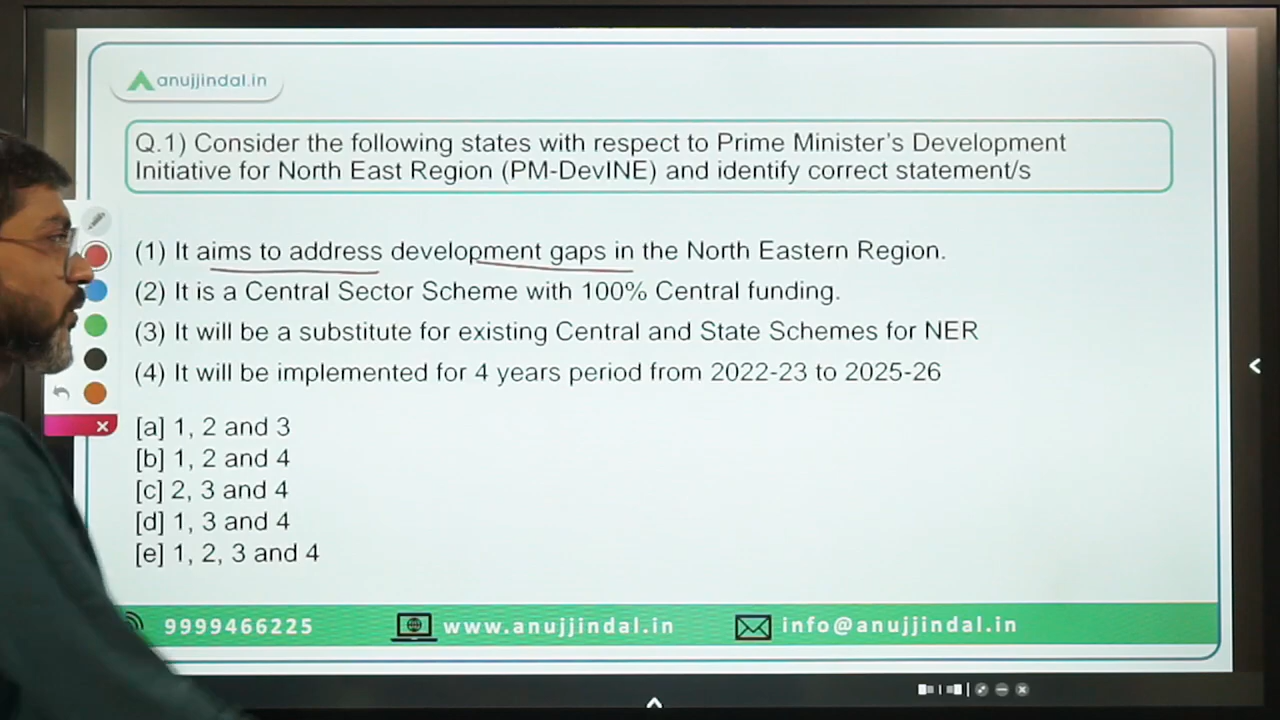 anujjindal.in
Q.1) Consider the following states with respect to Prime Minister's Development
Initiative for North East Region (PM-DevINE) and identify correct statement/s
(1) It aims to address development gaps in the North Eastern Region.
(2) It is a Central Sector Scheme with 100% Central funding.
(3) It will be a substitute for existing Central and State Schemes for NER
(4) It will be implemented for 4 years period from 2022-23 to 2025-26
[a] 1, 2 and 3
[b] 1, 2 and 4
[c] 2, 3 and 4
[d] 1, 3 and 4
[e] 1, 2, 3 and 4
9999466225 www.anujjindal.in info@anujjindal.in